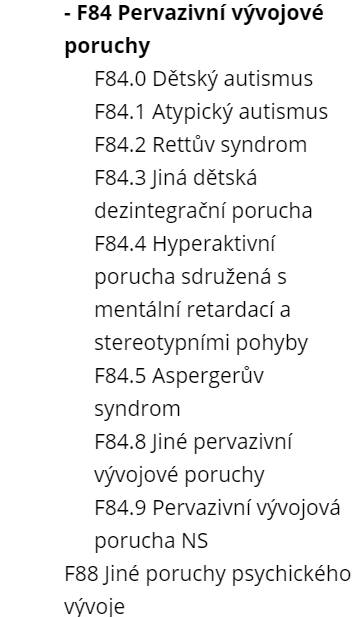 - F84 Pervazivní vývojové
poruchy
F84.0 Dětský autismus
F84.1 Atypický autismus
F84.2 Rettův syndrom
F84.3 Jiná dětská
dezintegrační porucha
F84.4 Hyperaktivní
porucha sdružená s
mentální retardací a
stereotypními pohyby
F84.5 Aspergerův
syndrom
F84.8 Jiné pervazivní
vývojové poruchy
F84.9 Pervazivní vývojová
porucha NS
F88 Jiné poruchy psychického
vývoje